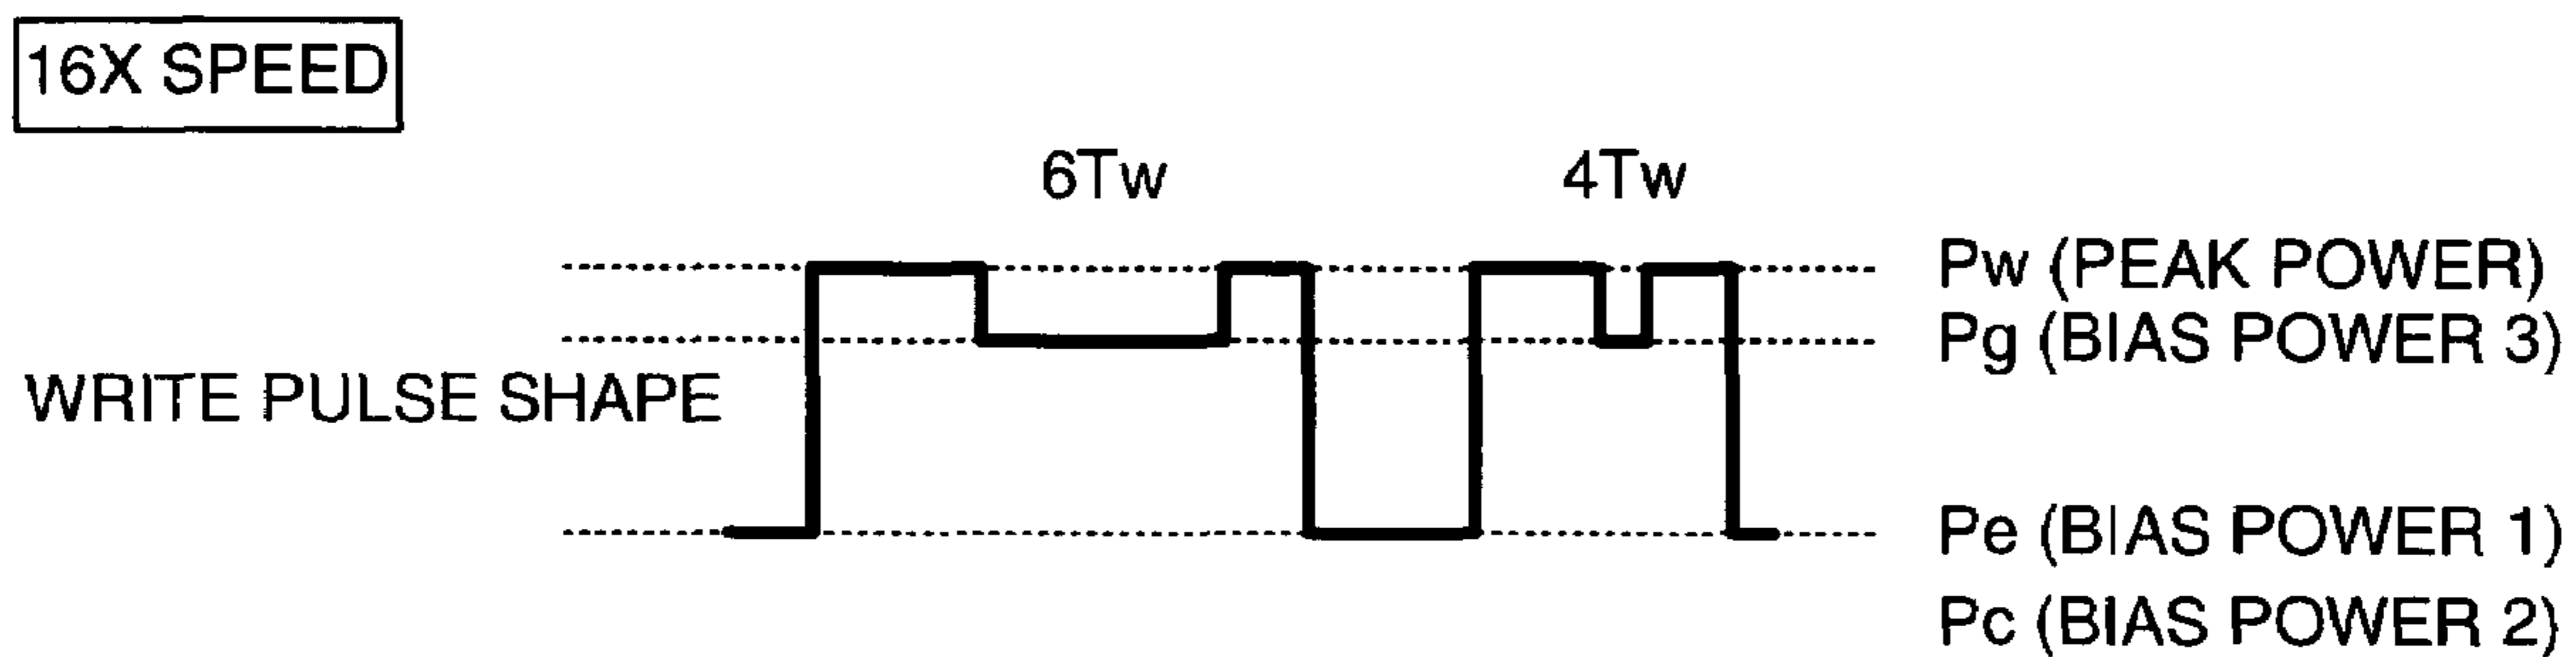 16X SPEED
6Tw 4Tw
Pw (PEAK POWER)
Pg (BIAS POWER 3)
WRITE PULSE SHAPE
Pe (BIAS POWER 1)
Pc (BIAS POWER 2)